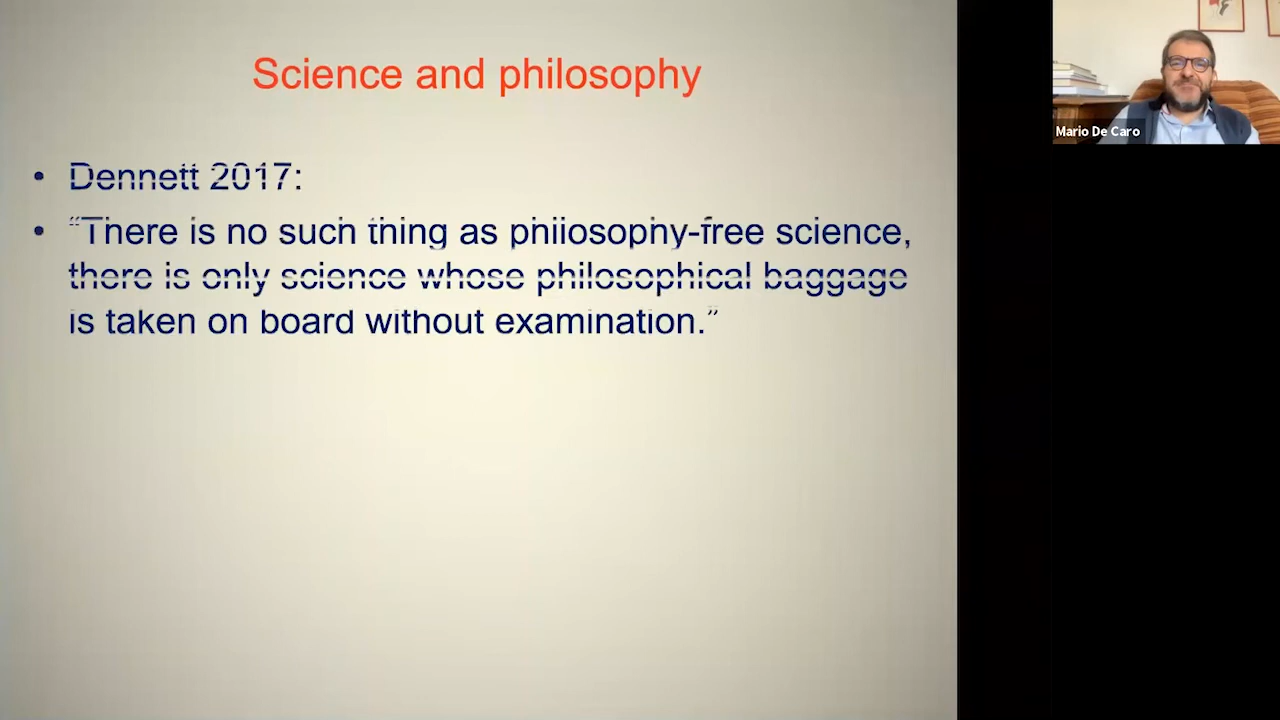 Science and philosophy
• Dennett 2017:
• “There is no such thing as philosophy-free science,
there is only science whose philosophical baggage
is taken on board without examination.”
Mario De Caro